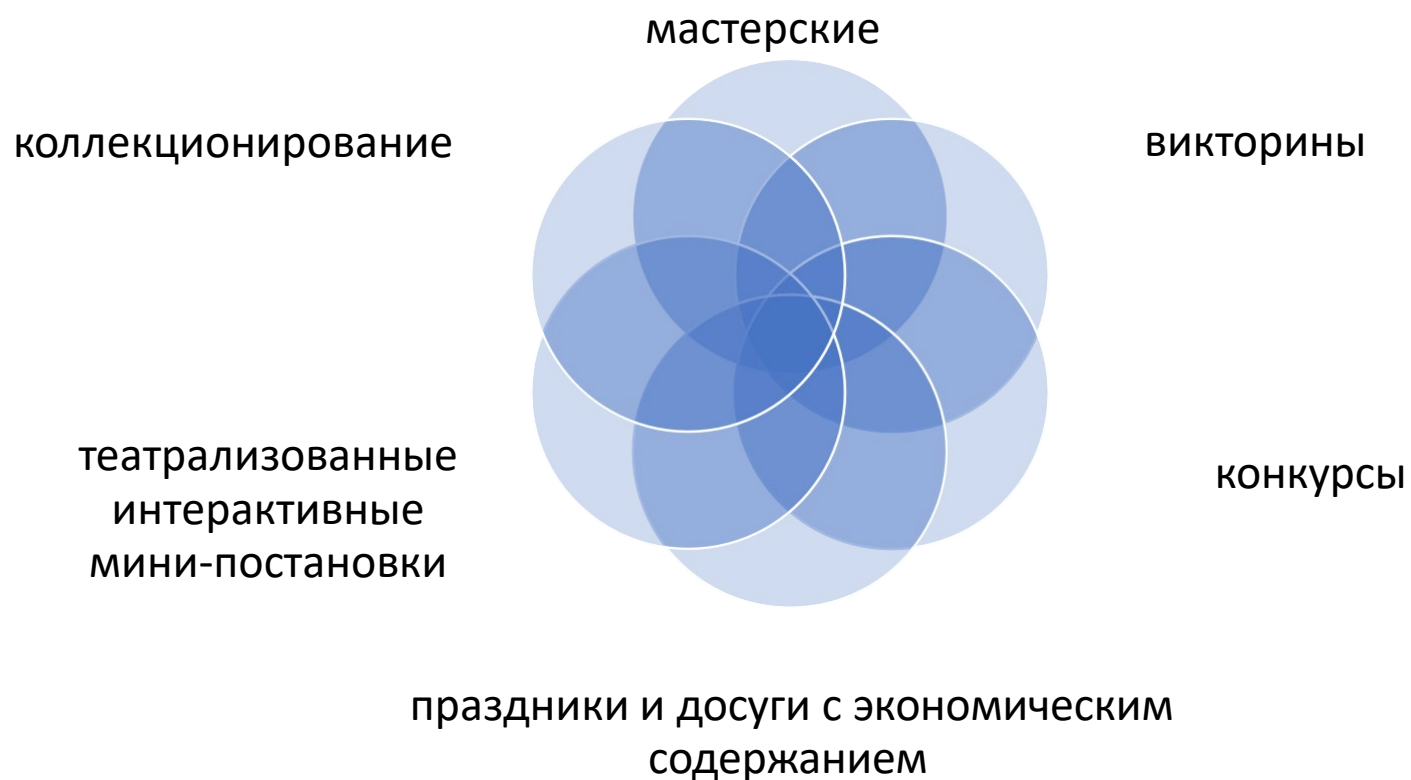 мастерские
коллекционирование
викторины
театрализованные
интерактивные
мини-постановки
конкурсы
праздники и досуги с экономическим
содержанием